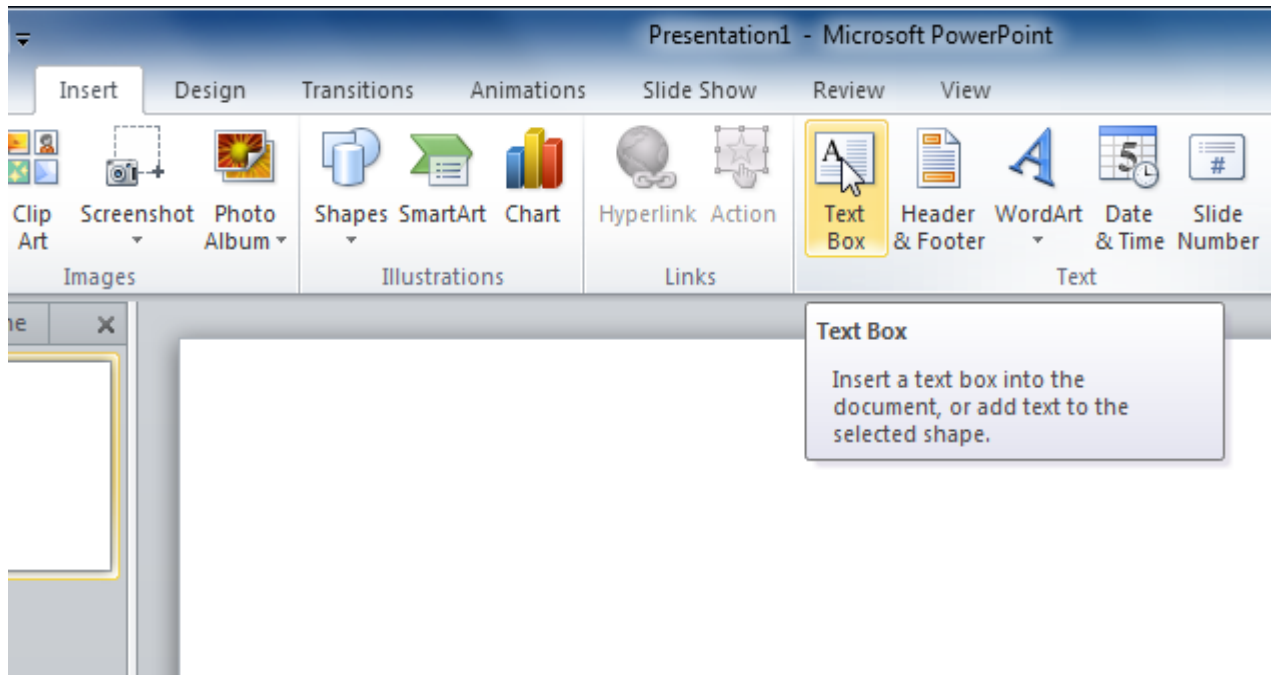 Presentation1 - Microsoft PowerPoint
Insert Design Transitions Animations Slide Show Review View
Clip Screenshot Photo Shapes SmartArt Chart Hyperlink Action Text Header WordArt Date Slide
Art Album Box & Footer & Time Number
Images Illustrations Links Text
Text Box
Insert a text box into the
document, or add text to the
selected shape.